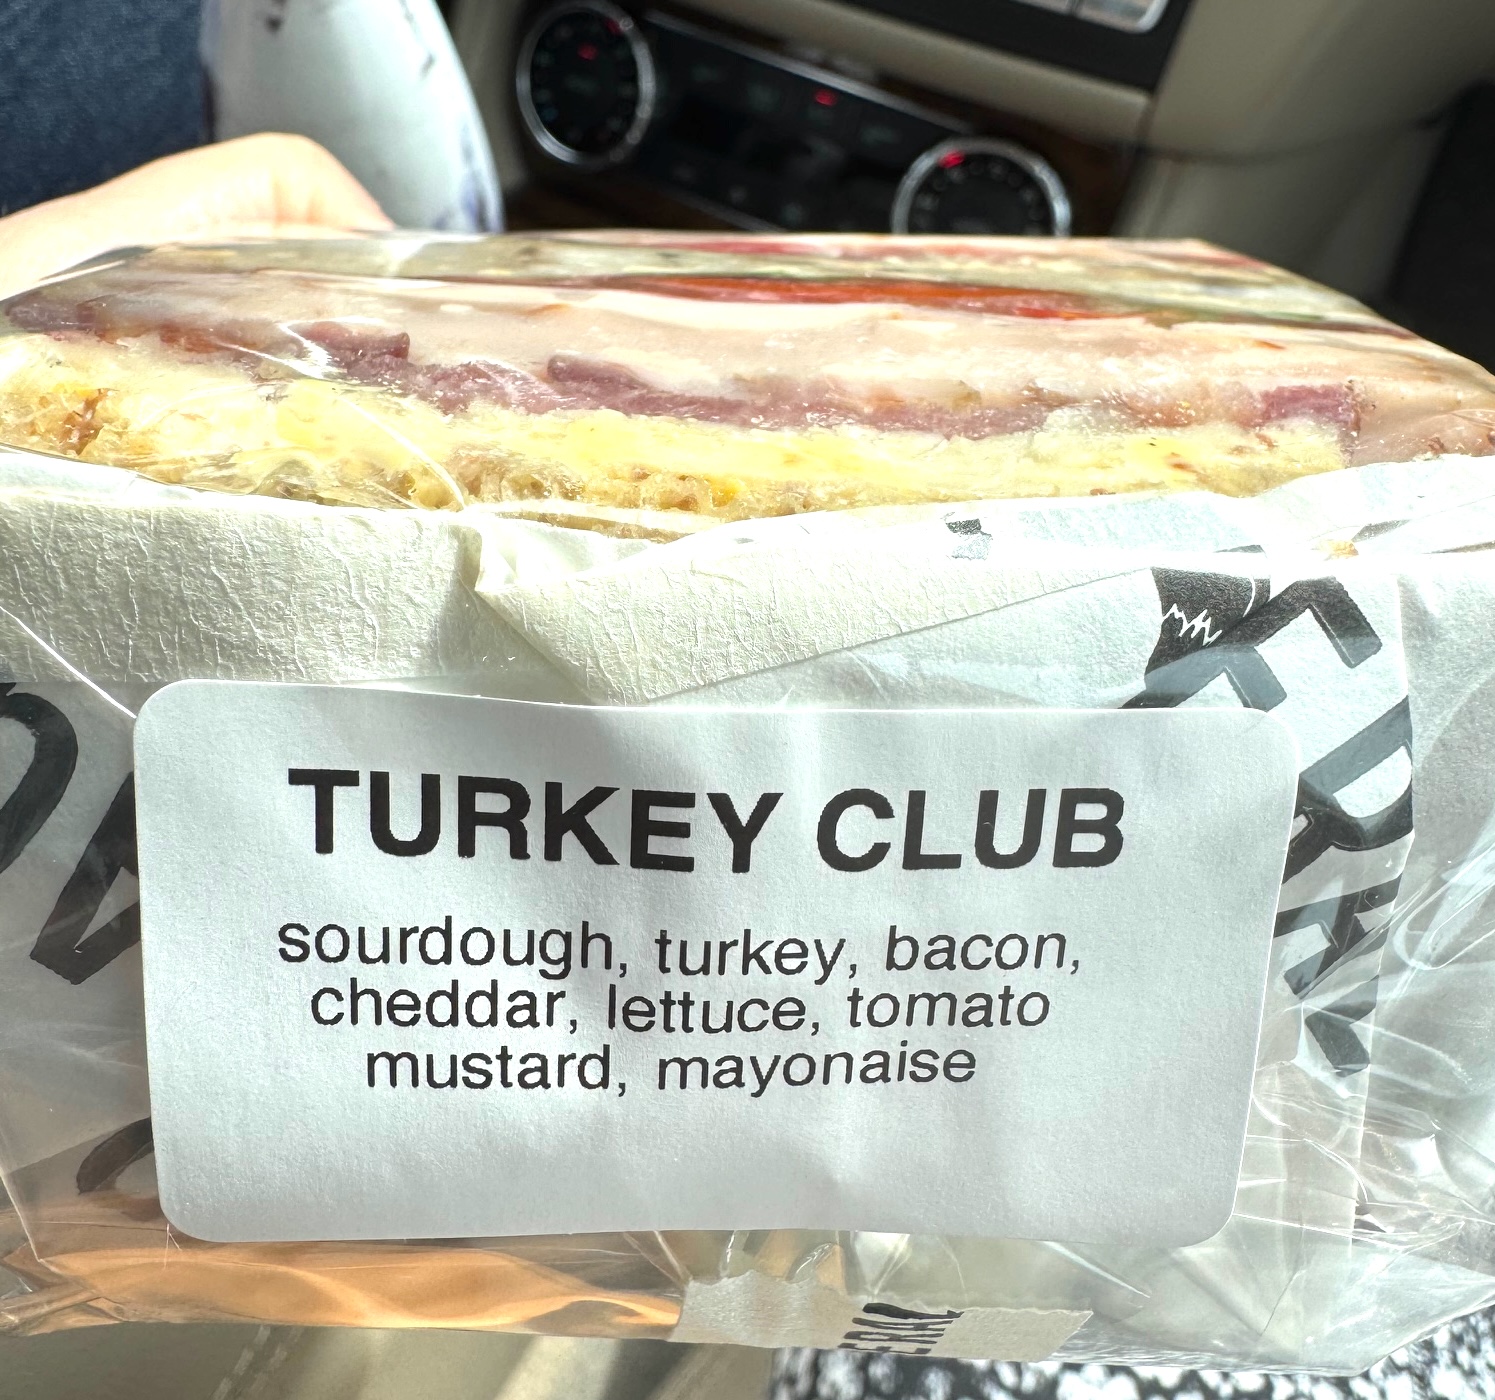 TURKEY CLUB
sourdough, turkey, bacon,
cheddar, lettuce, tomato
mustard, mayonaise